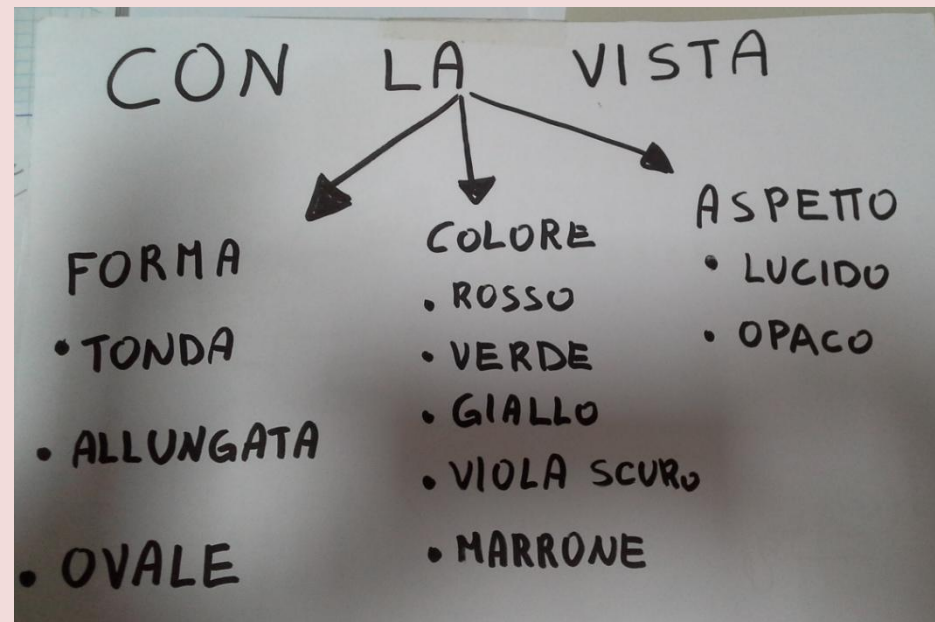 CON LA VISTA
FORMA
• TONDA
• ALLUNGATA
• OVALE
COLORE
• ROSSO
• VERDE
• GIALLO
• VIOLA SCURO
• MARRONE
ASPETTO
• LUCIDO
• OPACO